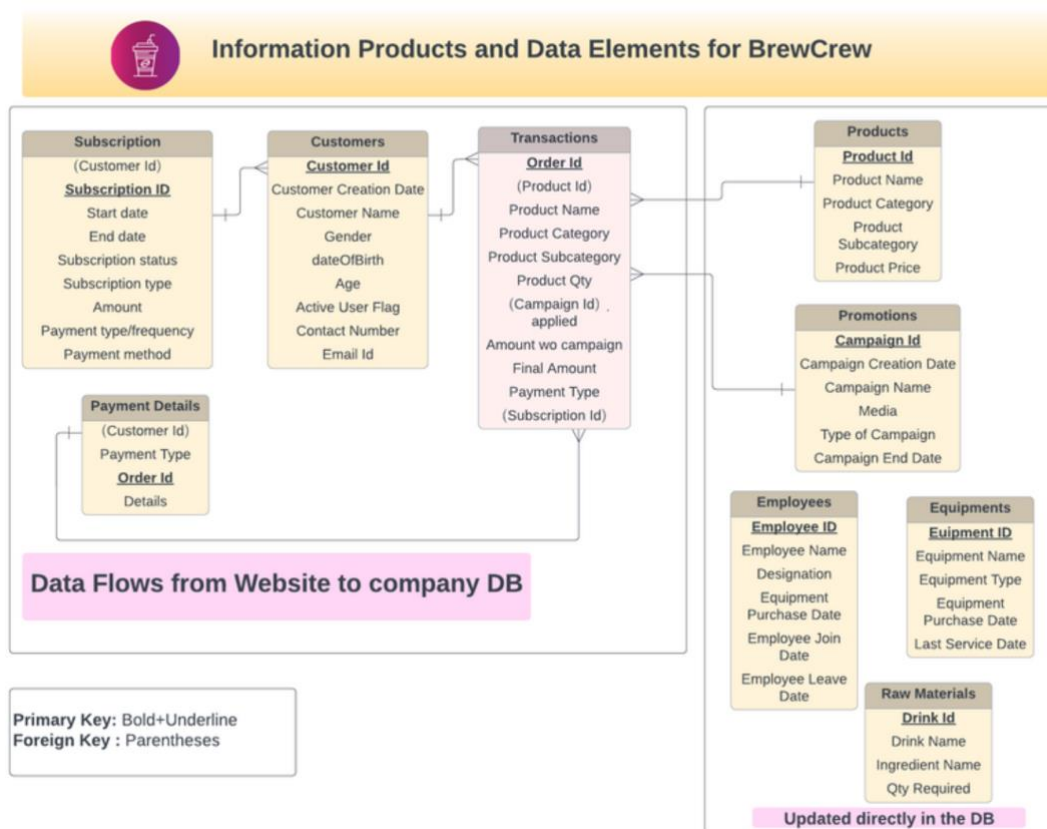 Information Products and Data Elements for BrewCrew
Subscription
(Customer Id)
Subscription ID
Start date
End date
Subscription status
Subscription type
Amount
Payment type/frequency
Payment method
Customers
Customer Id
Customer Creation Date
Customer Name
Gender
dateOfBirth
Age
Active User Flag
Contact Number
Email Id
Transactions
Order Id
(Product Id)
Product Name
Product Category
Product Subcategory
Product Qty
(Campaign Id) .
applied
Amount wo campaign
Final Amount
Payment Type
(Subscription Id)
Payment Details
(Customer Id)
Payment Type
Order Id
Details
Data Flows from Website to company DB
Primary Key: Bold+Underline
Foreign Key : Parentheses
Products
Product Id
Product Name
Product Category
Product
Subcategory
Product Price
Promotions
Campaign Id
Campaign Creation Date
Campaign Name
Media
Type of Campaign
Campaign End Date
Employees
Employee ID
Employee Name
Designation
Equipment
Purchase Date
Employee Join
Date
Employee Leave
Date
Equipments
Euipment ID
Equipment Name
Equipment Type
Equipment
Purchase Date
Last Service Date
Raw Materials
Drink Id
Drink Name
Ingredient Name
Qty Required
Updated directly in the DB